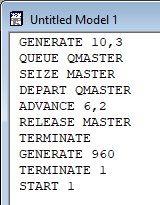 Untitled Model 1
GENERATE 10,3
QUEUE QMASTER
SEIZE MASTER
DEPART QMASTER
ADVANCE 6,2
RELEASE MASTER
TERMINATE
GENERATE 960
TERMINATE 1
START 1